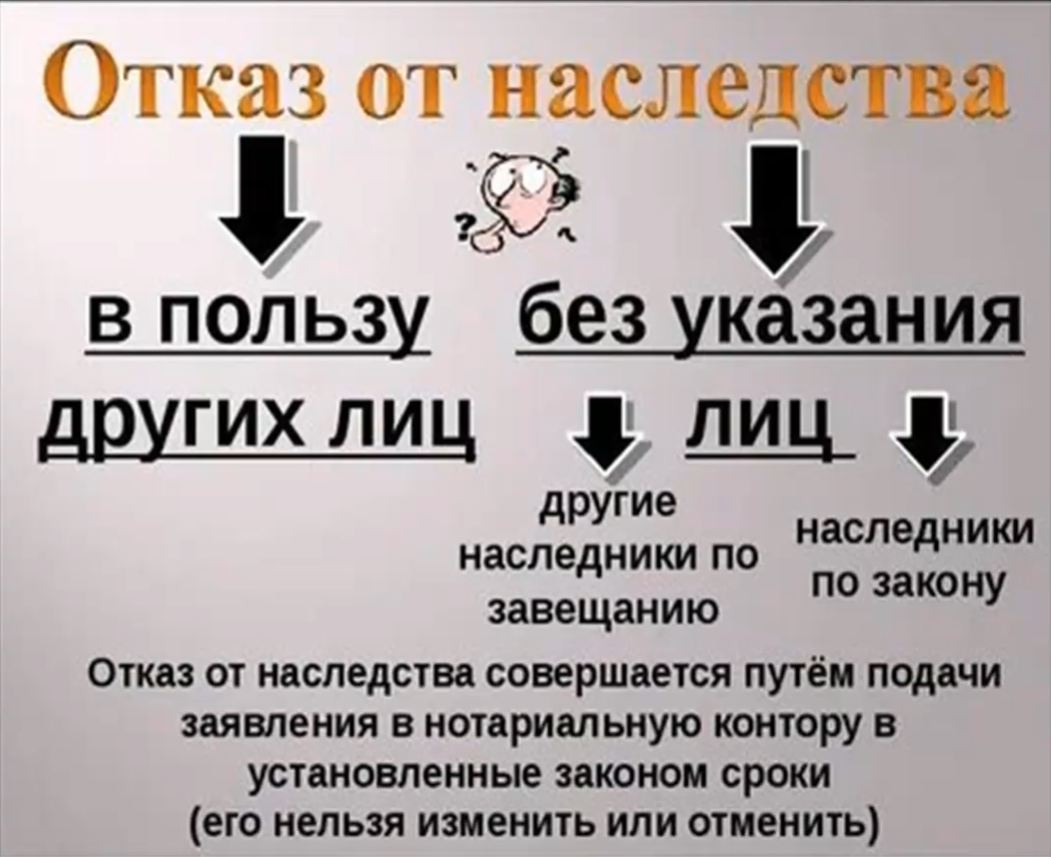 Отказ от наследства
в пользу
других лиц
без указания
лиц
другие
наследники по
завещанию
наследники
по закону
Отказ от наследства совершается путём подачи
заявления в нотариальную контору в
установленные законом сроки
(его нельзя изменить или отменить)